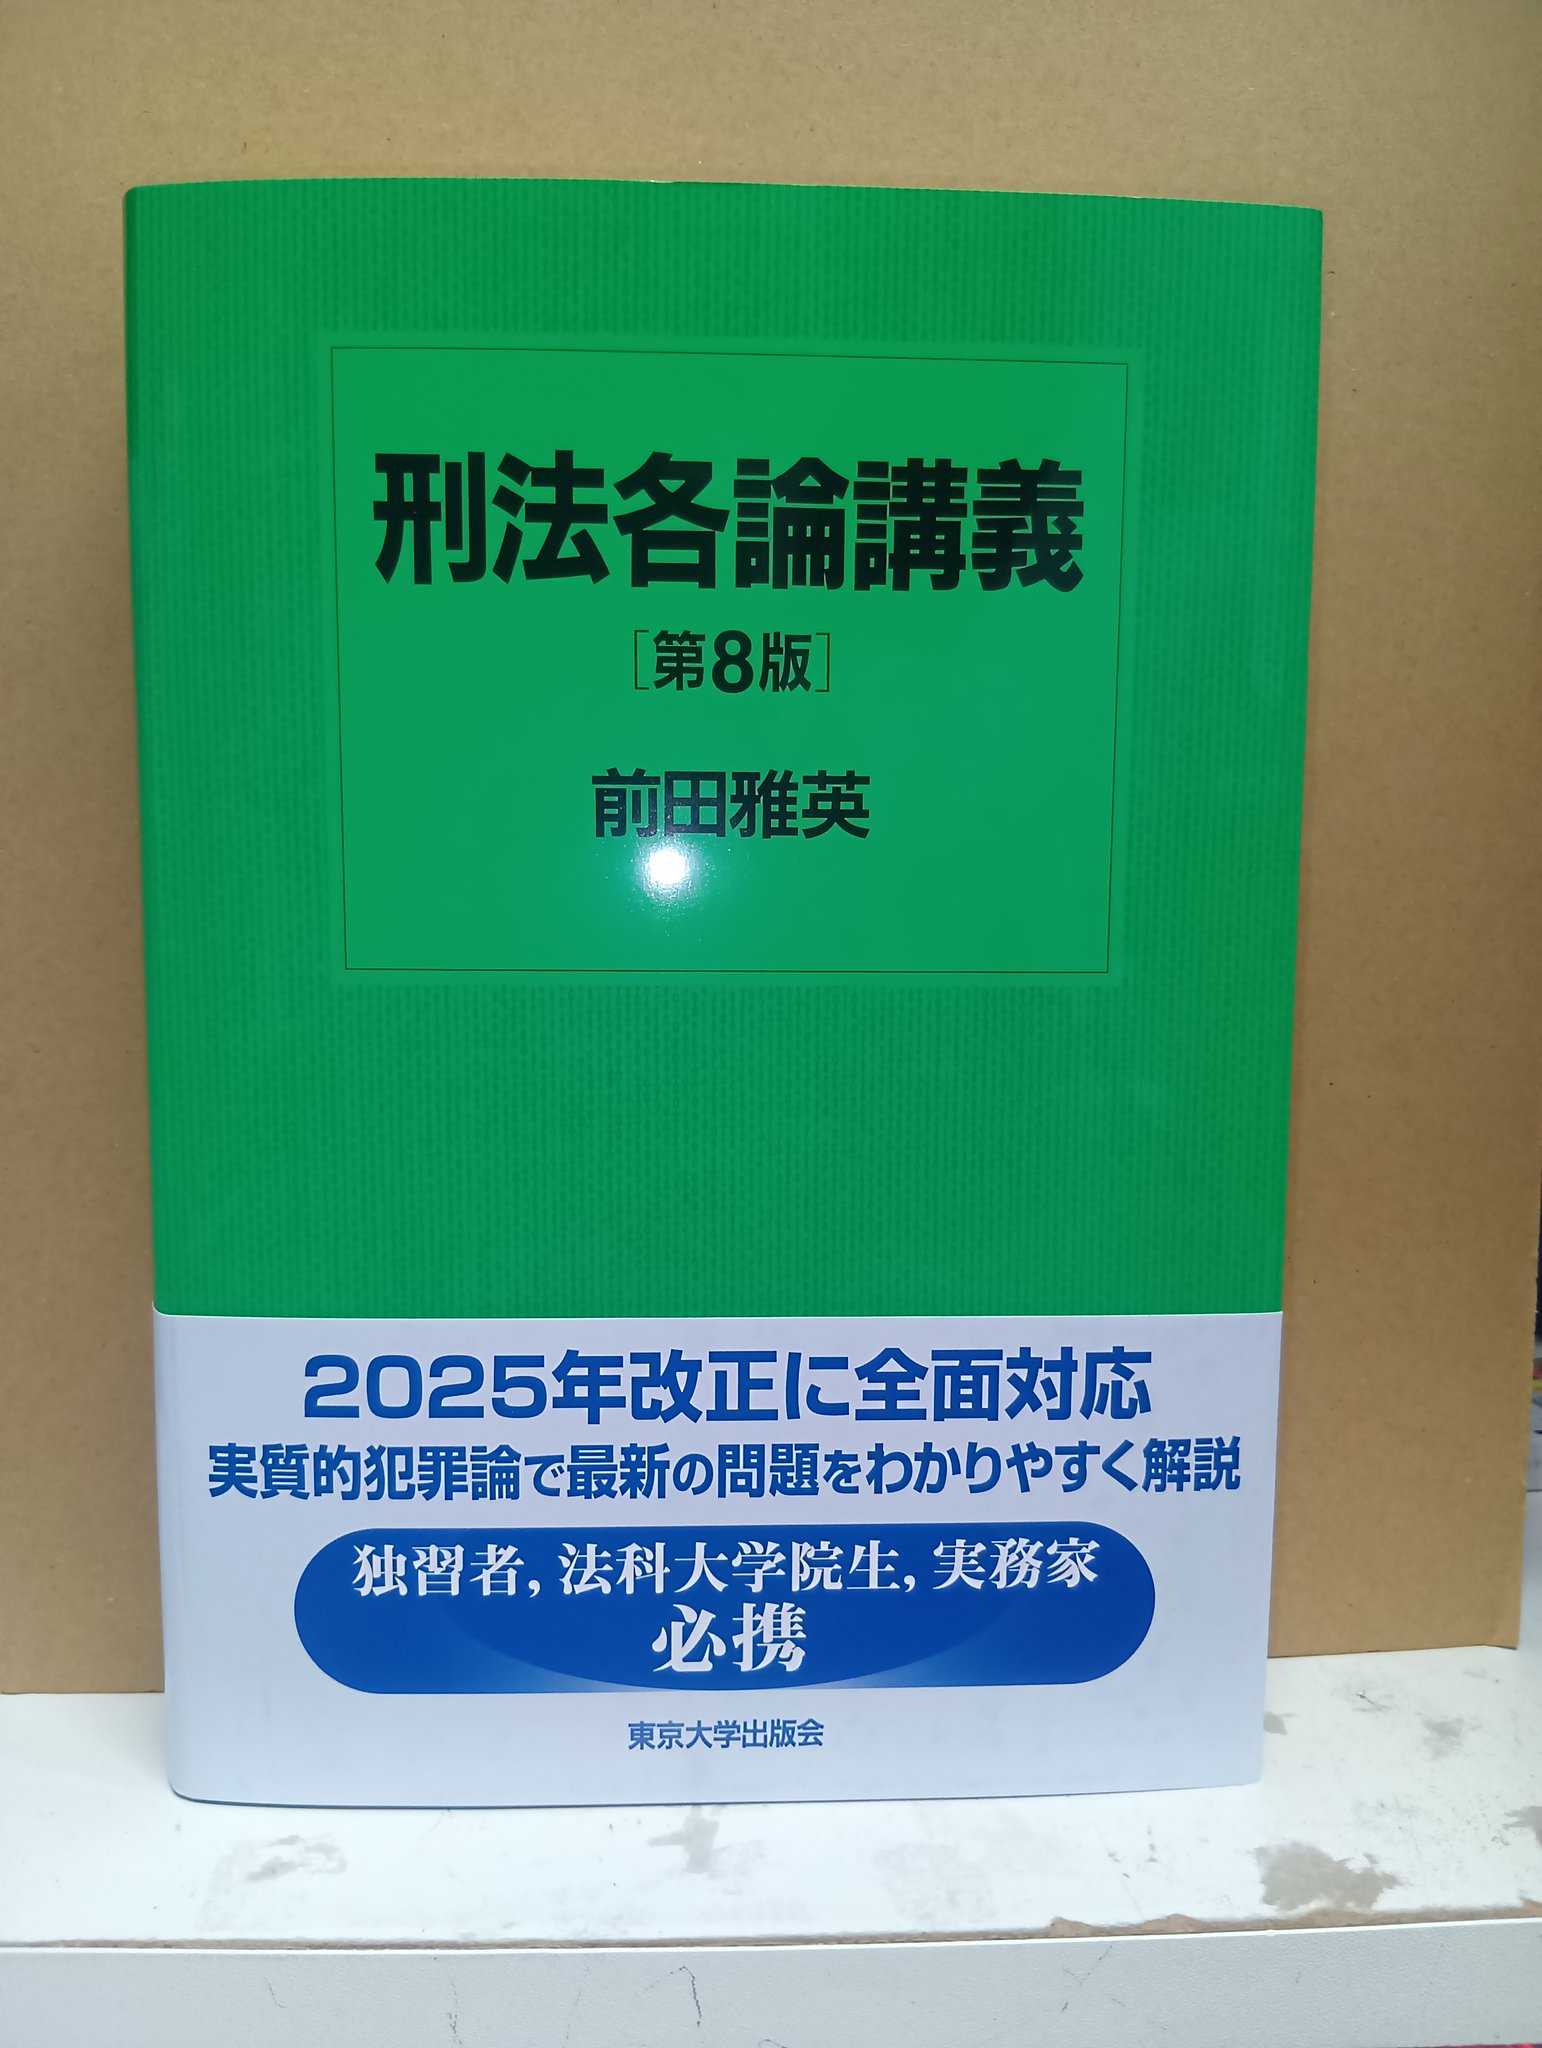 刑法各論講義
[第8版]
前田雅英
2025年改正に全面対応
実質的犯罪論で最新の問題をわかりやすく解説
独習者, 法科大学院生, 実務家
必携
東京大学出版会